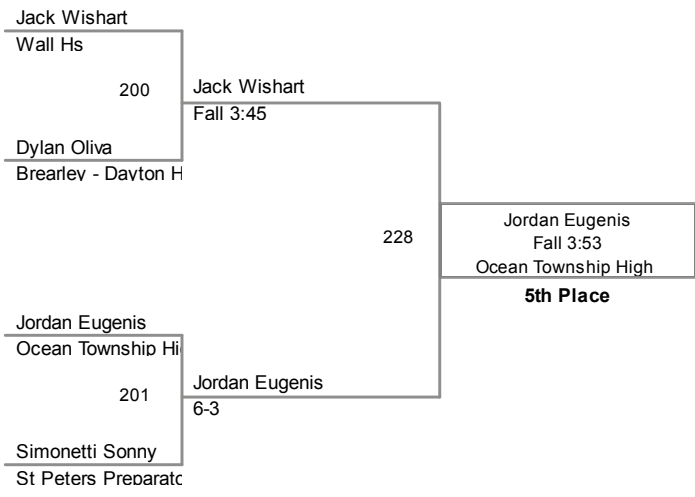 Jack Wishart
Wall Hs
200
Jack Wishart
Fall 3:45
Dylan Oliva
Brearley - Dayton H
228
Jordan Eugenis
Fall 3:53
Ocean Township High
5th Place
Jordan Eugenis
Ocean Township Hi
201
Jordan Eugenis
6-3
Simonetti Sonny
St Peters Preparato